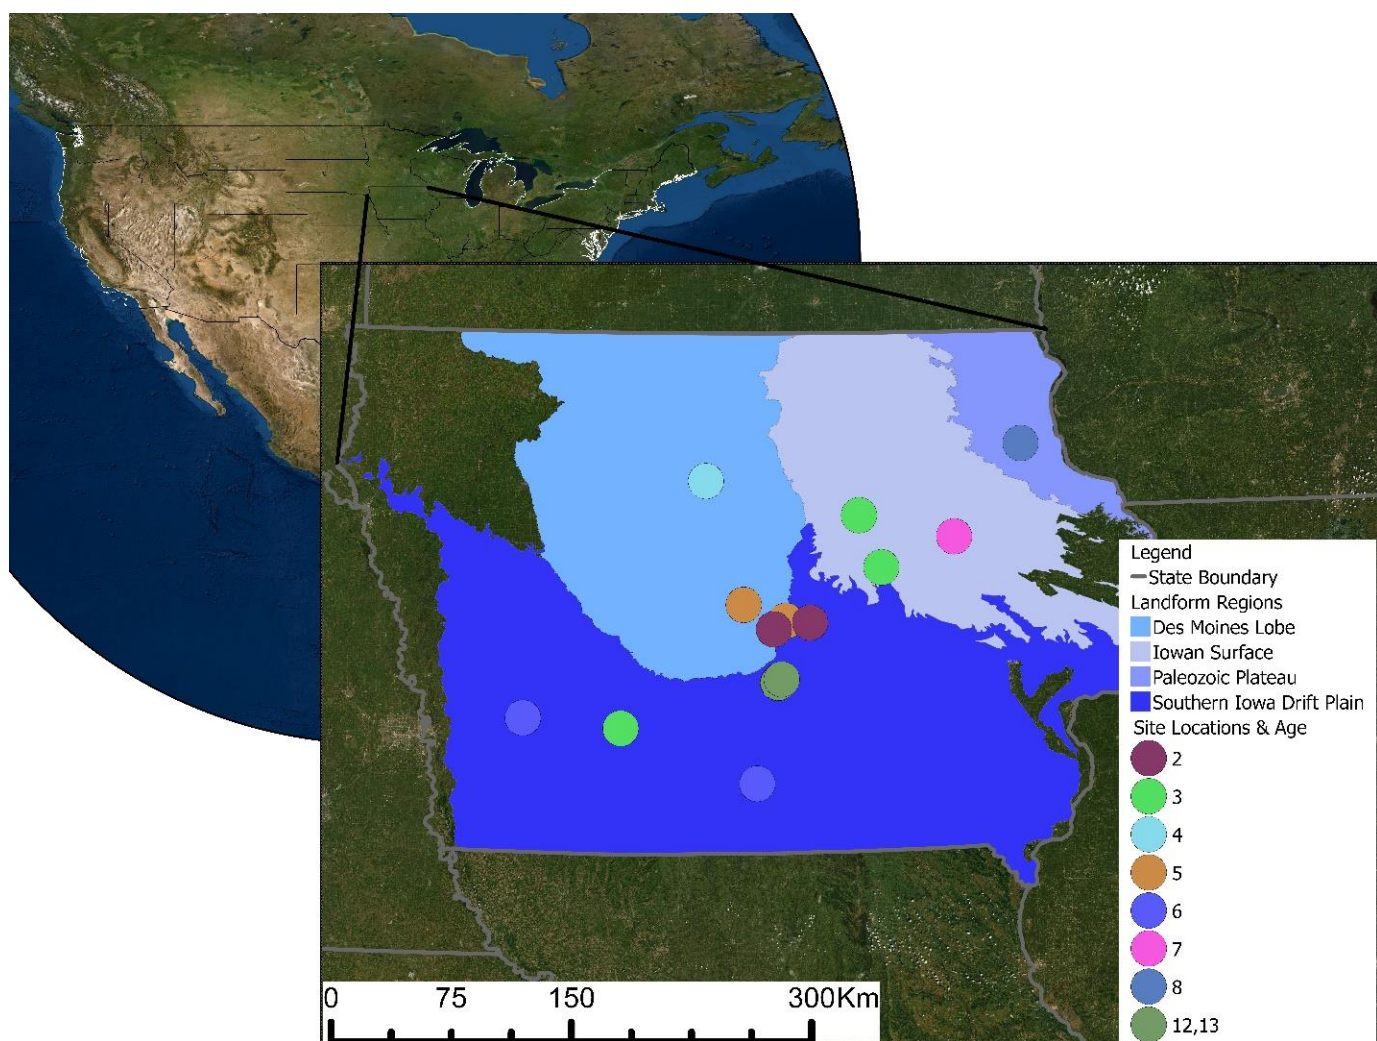 Legend
State Boundary
Landform Regions
Des Moines Lobe
Iowan Surface
Paleozoic Plateau
Southern Iowa Drift Plain
Site Locations & Age
2
3
4
5
6
7
8
12,13
0 75 150 300Km